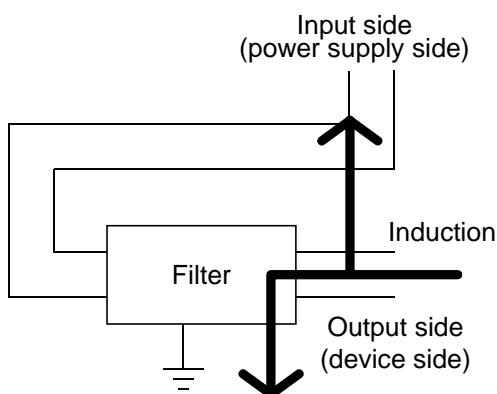 Input side
(power supply side)
Induction
Filter
Output side
(device side)